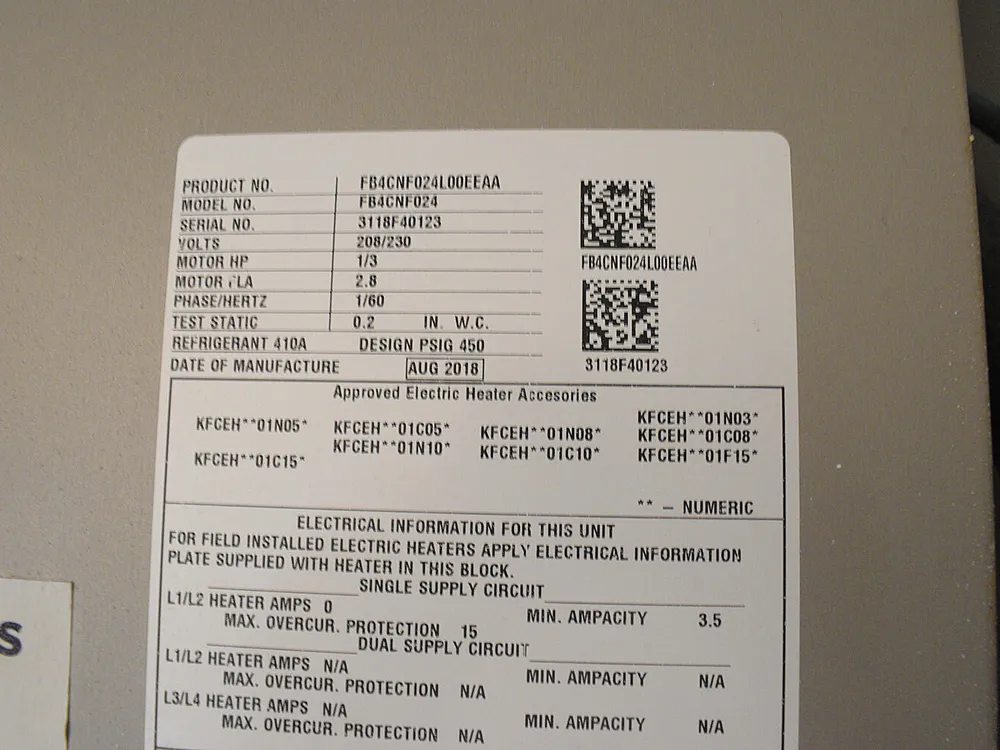 PRODUCT NO. FB4CNF024L00EEAA
MODEL NO. FB4CNF024
SERIAL NO. 3118F40123
VOLTS 208/230
MOTOR HP 1/3
MOTOR FLA 2.8
PHASE/HERTZ 1/60
TEST STATIC 0.2 IN. W.C.
REFRIGERANT 410A DESIGN PSIG 450
DATE OF MANUFACTURE AUG 2018
FB4CNF024L00EEAA
3118F40123
Approved Electric Heater Accesories
KFCEH**01N05* KFCEH**01C05* KFCEH**01N08* KFCEH**01N03*
KFCEH**01N10* KFCEH**01C10* KFCEH**01C08*
KFCEH**01C15* KFCEH**01F15*
** – NUMERIC
ELECTRICAL INFORMATION FOR THIS UNIT
FOR FIELD INSTALLED ELECTRIC HEATERS APPLY ELECTRICAL INFORMATION
PLATE SUPPLIED WITH HEATER IN THIS BLOCK.
SINGLE SUPPLY CIRCUIT
L1/L2 HEATER AMPS 0 MIN. AMPACITY 3.5
MAX. OVERCUR. PROTECTION 15
DUAL SUPPLY CIRCUIT
L1/L2 HEATER AMPS N/A MIN. AMPACITY N/A
MAX. OVERCUR. PROTECTION N/A
L3/L4 HEATER AMPS N/A MIN. AMPACITY N/A
MAX. OVERCUR. PROTECTION N/A
S